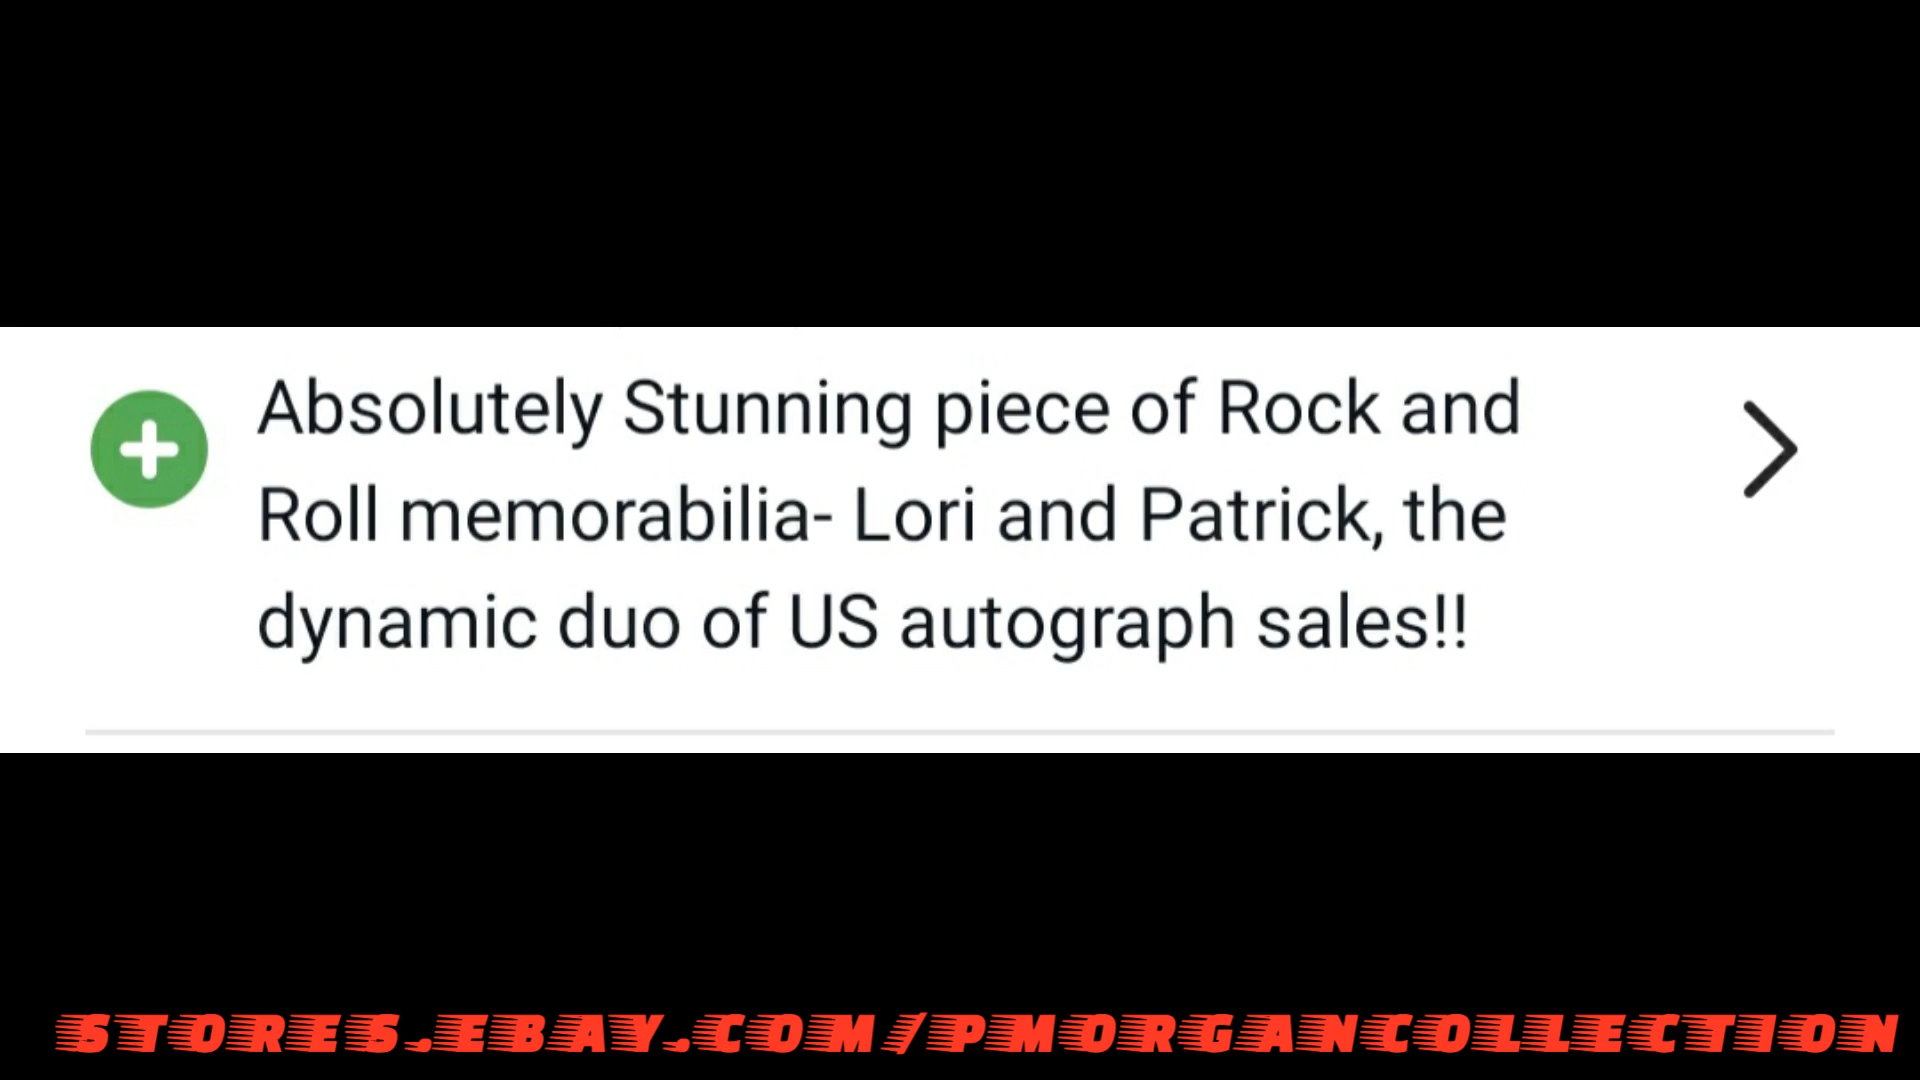 Absolutely Stunning piece of Rock and
Roll memorabilia- Lori and Patrick, the
dynamic duo of US autograph sales!!
STORES.EBAY.COM/PMORGANCOLLECTION